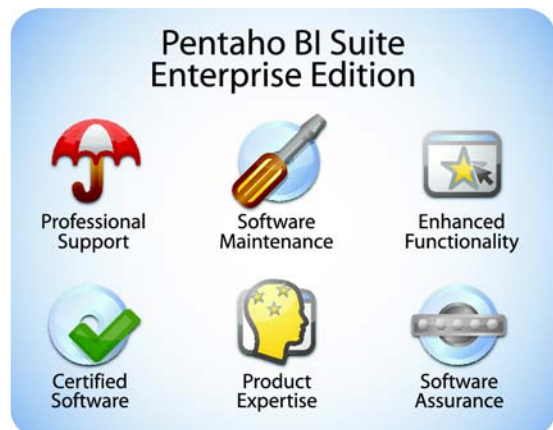 Pentaho BI Suite
Enterprise Edition
Professional
Support
Software
Maintenance
Enhanced
Functionality
Certified
Software
Product
Expertise
Software
Assurance